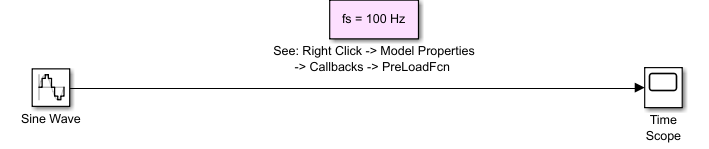 fs = 100 Hz
See: Right Click -> Model Properties
-> Callbacks -> PreLoadFcn
Sine Wave
Time
Scope